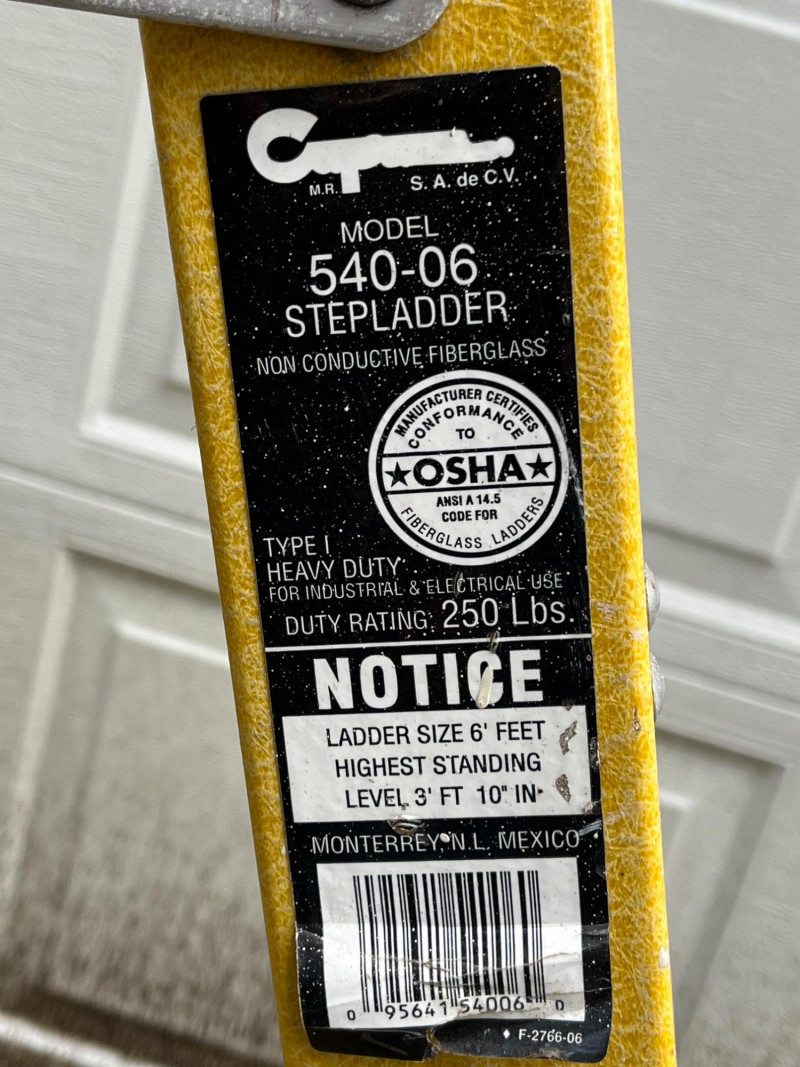 M.R. S. A. de C.V.
MODEL
540-06
STEPLADDER
NON CONDUCTIVE FIBERGLASS
MANUFACTURER CERTIFIES
CONFORMANCE
TO
★OSHA★
ANSI A 14.5
CODE FOR
FIBERGLASS LADDERS
TYPE I
HEAVY DUTY
FOR INDUSTRIAL & ELECTRICAL USE
DUTY RATING: 250 Lbs.
NOTICE
LADDER SIZE 6' FEET
HIGHEST STANDING
LEVEL 3' FT 10" IN
MONTERREY N.L. MEXICO
0 95641 54006 0
♦ F-2766-06